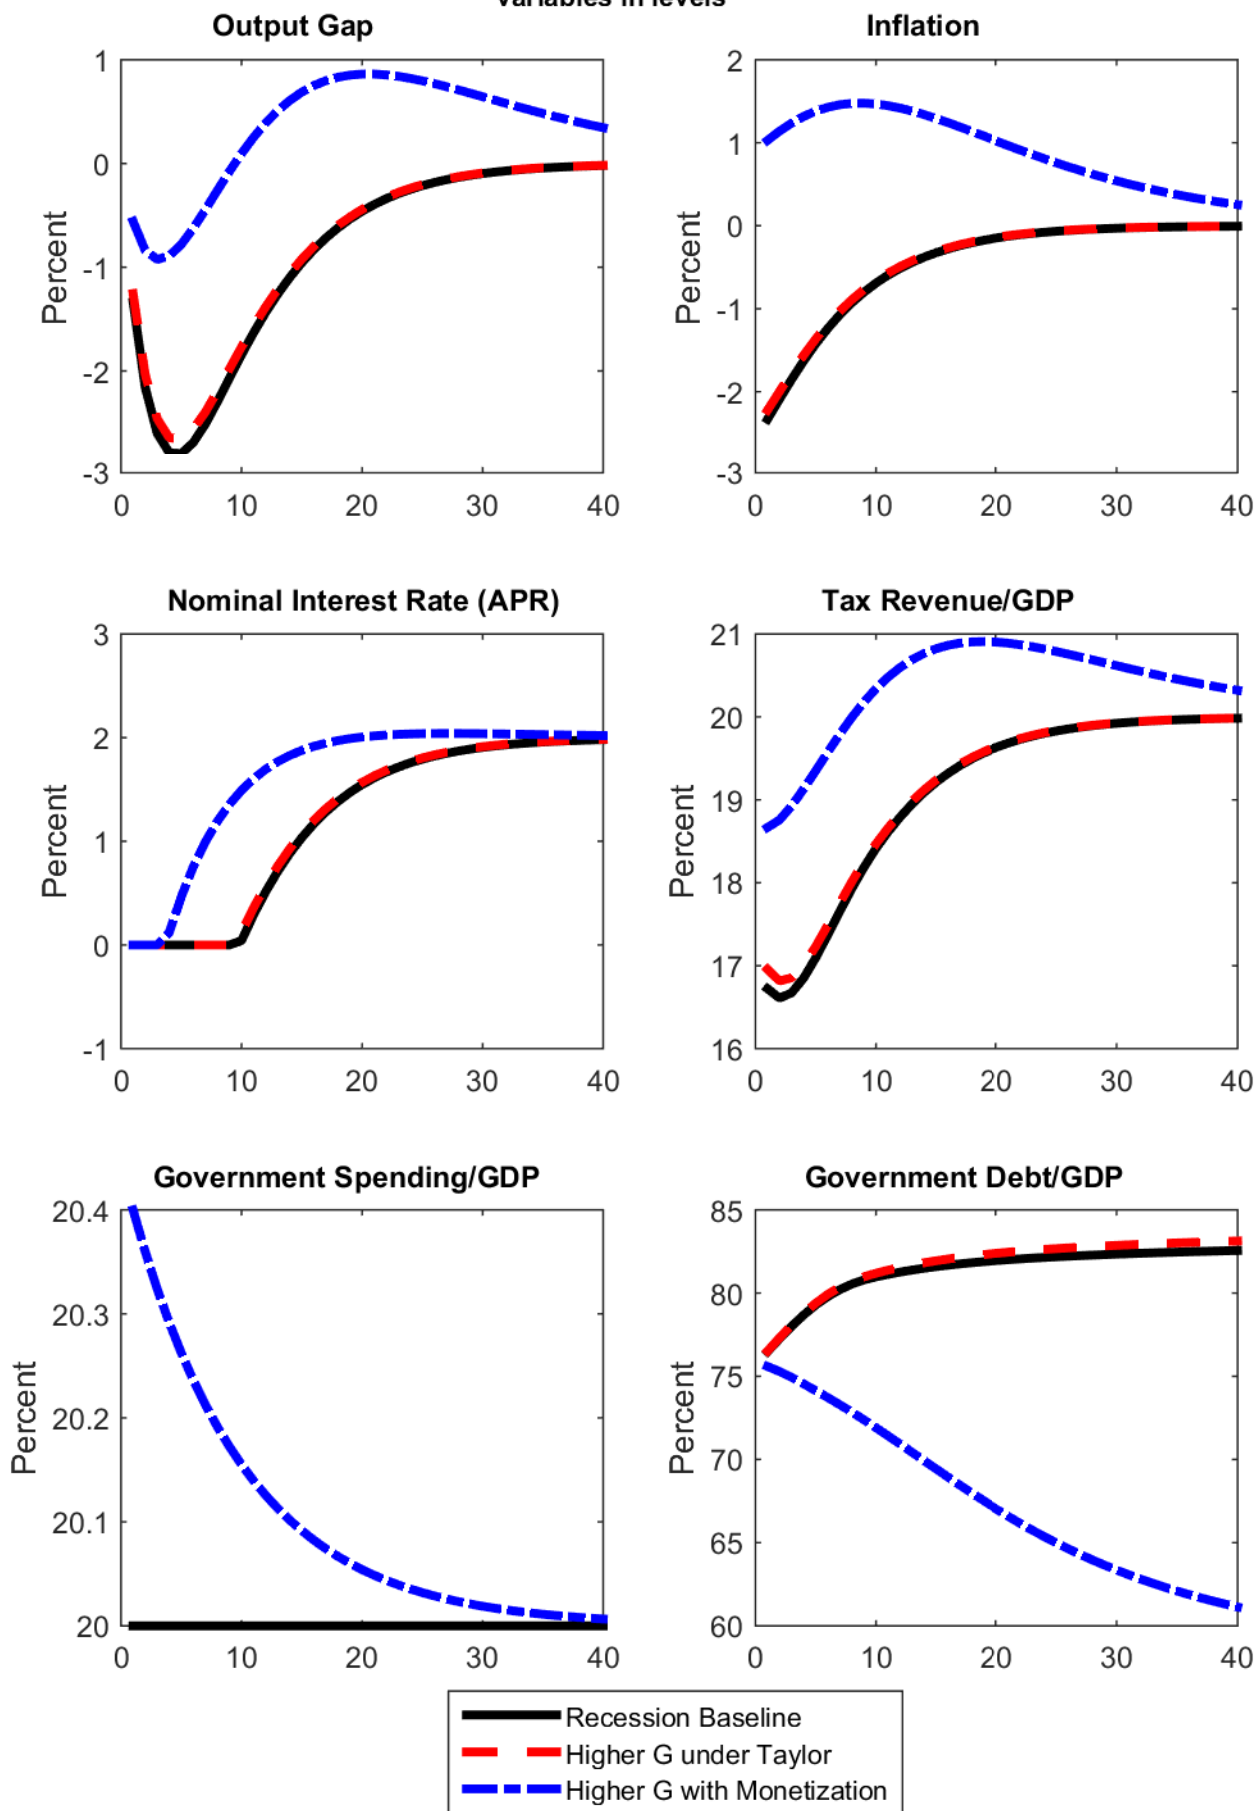 Variables in levels
Output Gap
Inflation
Percent
1
0
-1
-2
-3
0 10 20 30 40
Percent
2
1
0
-1
-2
-3
0 10 20 30 40
Nominal Interest Rate (APR)
Tax Revenue/GDP
Percent
3
2
1
0
-1
0 10 20 30 40
Percent
21
20
19
18
17
16
0 10 20 30 40
Government Spending/GDP
Government Debt/GDP
Percent
20.4
20.3
20.2
20.1
20
0 10 20 30 40
Percent
85
80
75
70
65
60
0 10 20 30 40
Recession Baseline
Higher G under Taylor
Higher G with Monetization